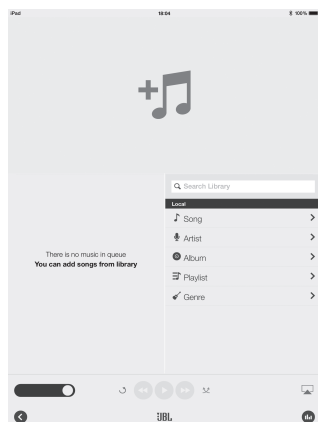 iPad
16:04
100%
Search Library
Local
Song
Artist
There is no music in queue
You can add songs from library
Album
Playlist
Genre
JBL